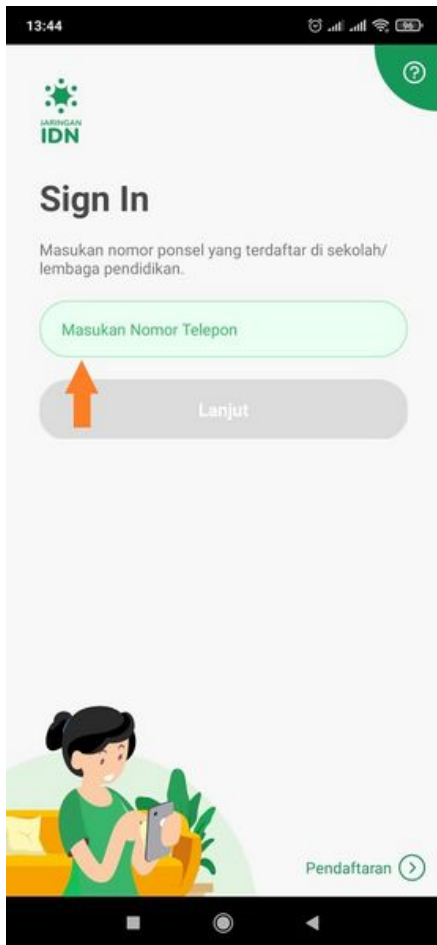 13:44
96
JARINGAN
IDN
Sign In
Masukan nomor ponsel yang terdaftar di sekolah/
lembaga pendidikan.
Masukan Nomor Telepon
Lanjut
Pendaftaran